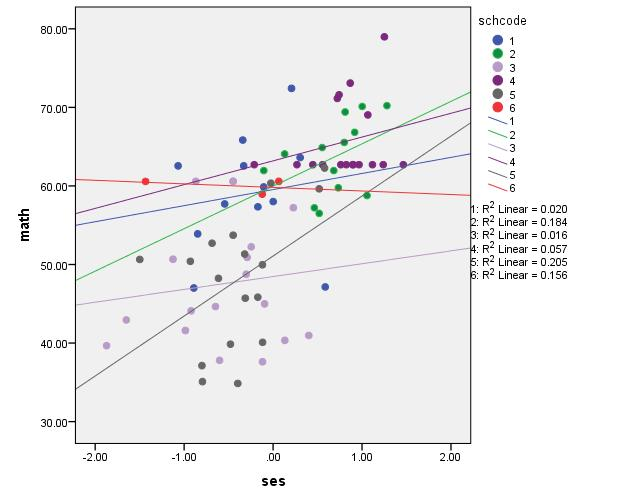 schcode
1
2
3
4
5
6
1
2
3
4
5
6
1: R² Linear = 0.020
2: R² Linear = 0.184
3: R² Linear = 0.016
4: R² Linear = 0.057
5: R² Linear = 0.205
6: R² Linear = 0.156
80.00
70.00
60.00
50.00
40.00
30.00
math
-2.00 -1.00 .00 1.00 2.00
ses